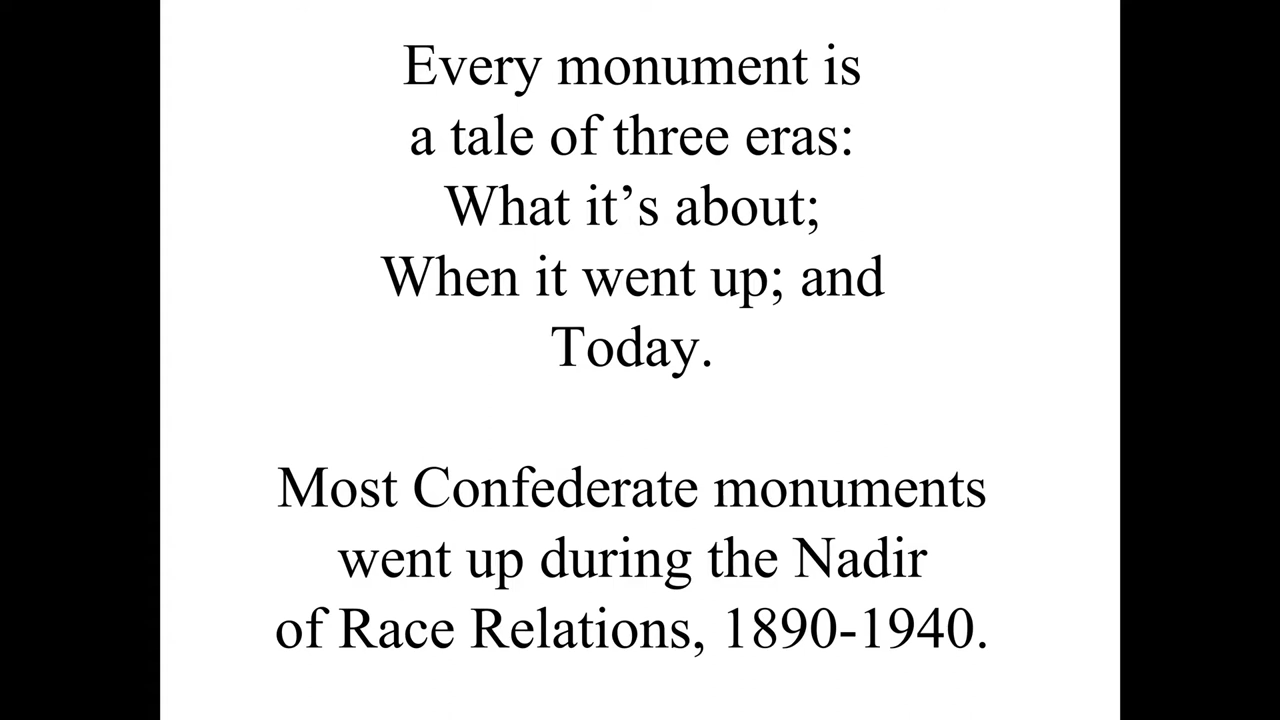 Every monument is
a tale of three eras:
What it’s about;
When it went up; and
Today.
Most Confederate monuments
went up during the Nadir
of Race Relations, 1890-1940.